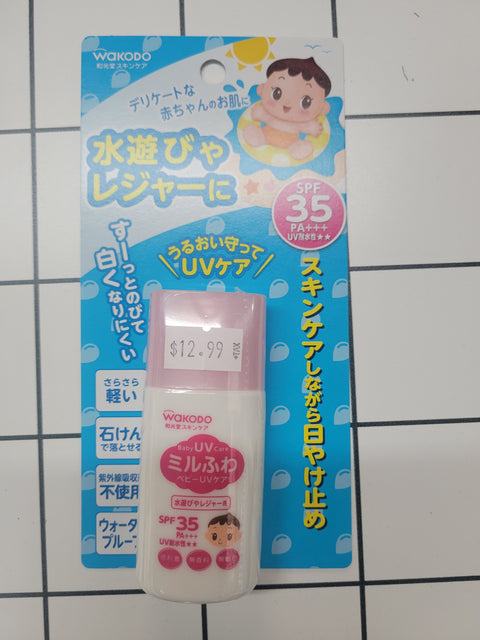 wakodo
和光堂スキンケア
デリケートな
赤ちゃんのお肌に
水遊びや
レジャーに
SPF
35
PA+++
UV耐水性★★
うるおい守って
UVケア
すーっとのびて
白くなりにくい
スキンケアしながら日やけ止め
さらさら
軽い
石けん
で落とせる
紫外線吸収
不使用
ウォーター
プルーフ
$12.99
wakodo
和光堂スキンケア
Baby UV Care
ミルふわ
ベビーUVケア
水遊びやレジャー用
SPF 35
PA+++
UV耐水性★★
無香料